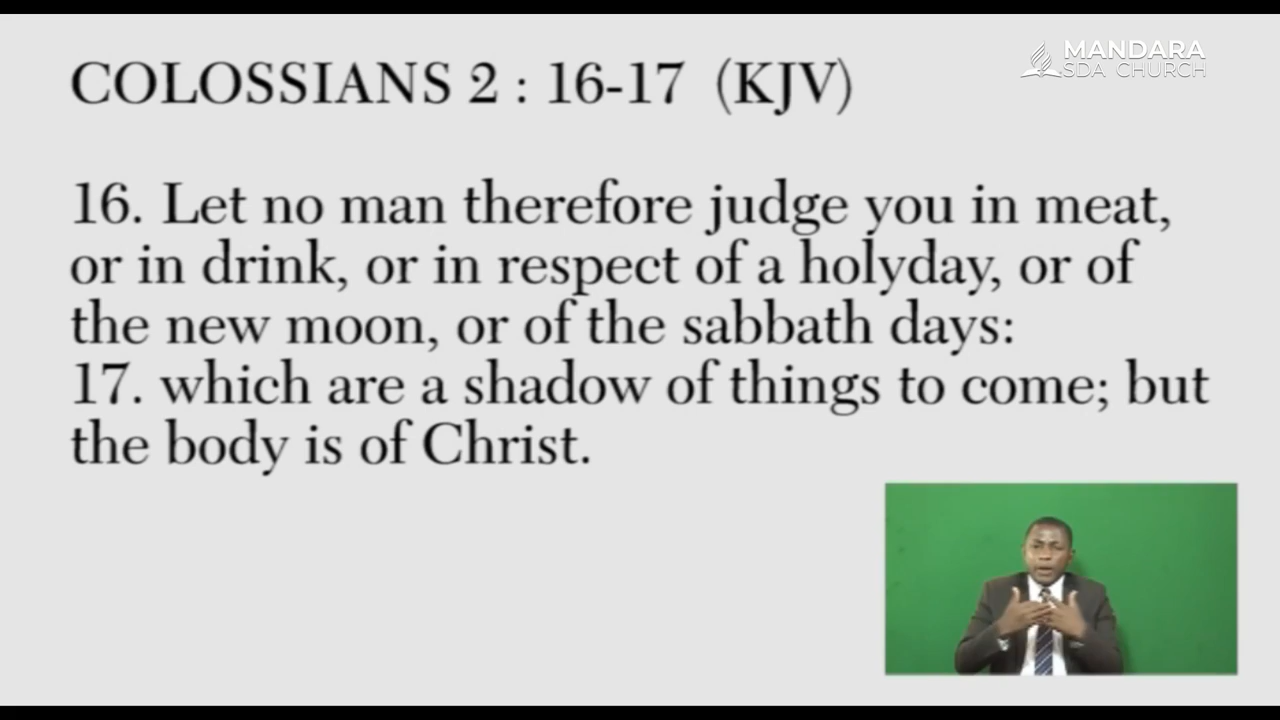 MANDARA
SDA CHURCH
COLOSSIANS 2 : 16-17 (KJV)
16. Let no man therefore judge you in meat,
or in drink, or in respect of a holyday, or of
the new moon, or of the sabbath days:
17. which are a shadow of things to come; but
the body is of Christ.